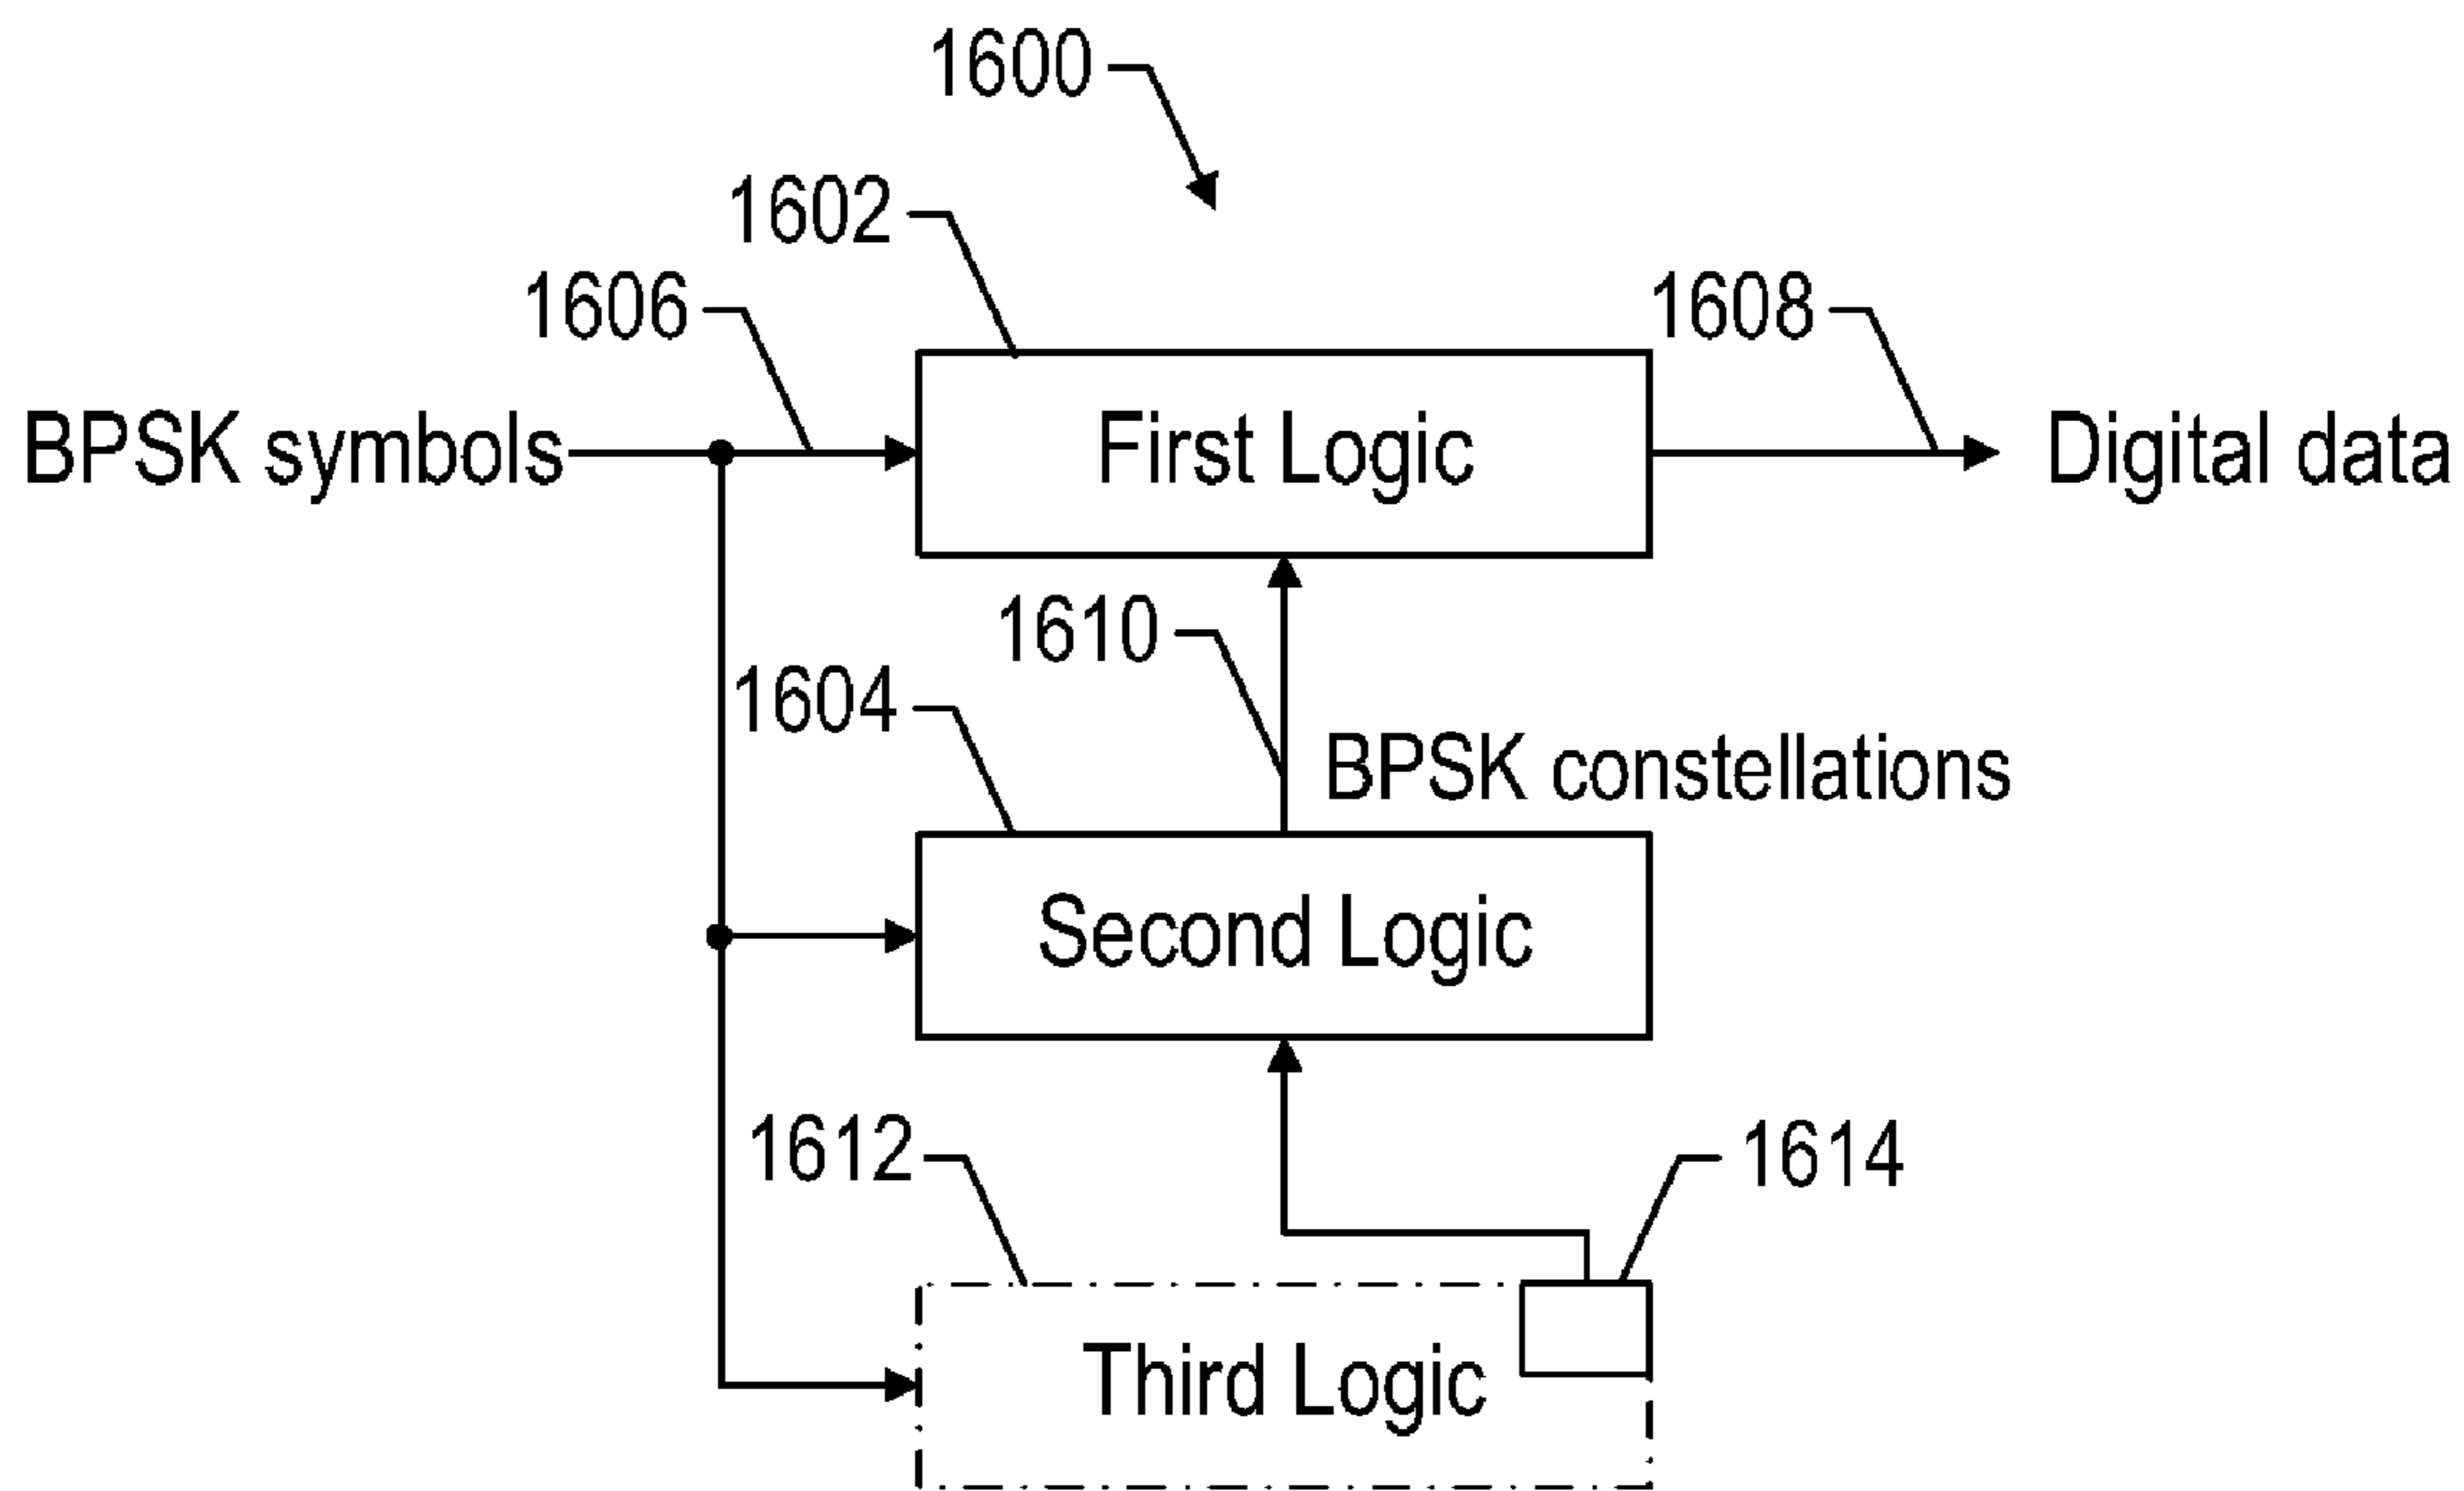 1600
1602
1606
1608
BPSK symbols
First Logic
Digital data
1610
1604
BPSK constellations
Second Logic
1612
1614
Third Logic